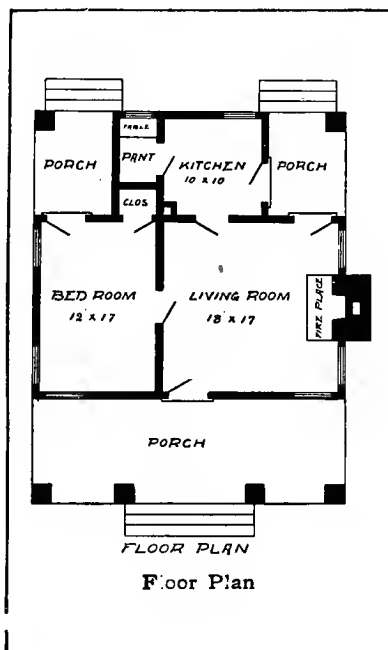 TABLE
PORCH
PANT
KITCHEN
10 X 10
PORCH
CLOS
BED ROOM
12 X 17
LIVING ROOM
18 X 17
FIRE PLACE
PORCH
FLOOR PLAN
Floor Plan